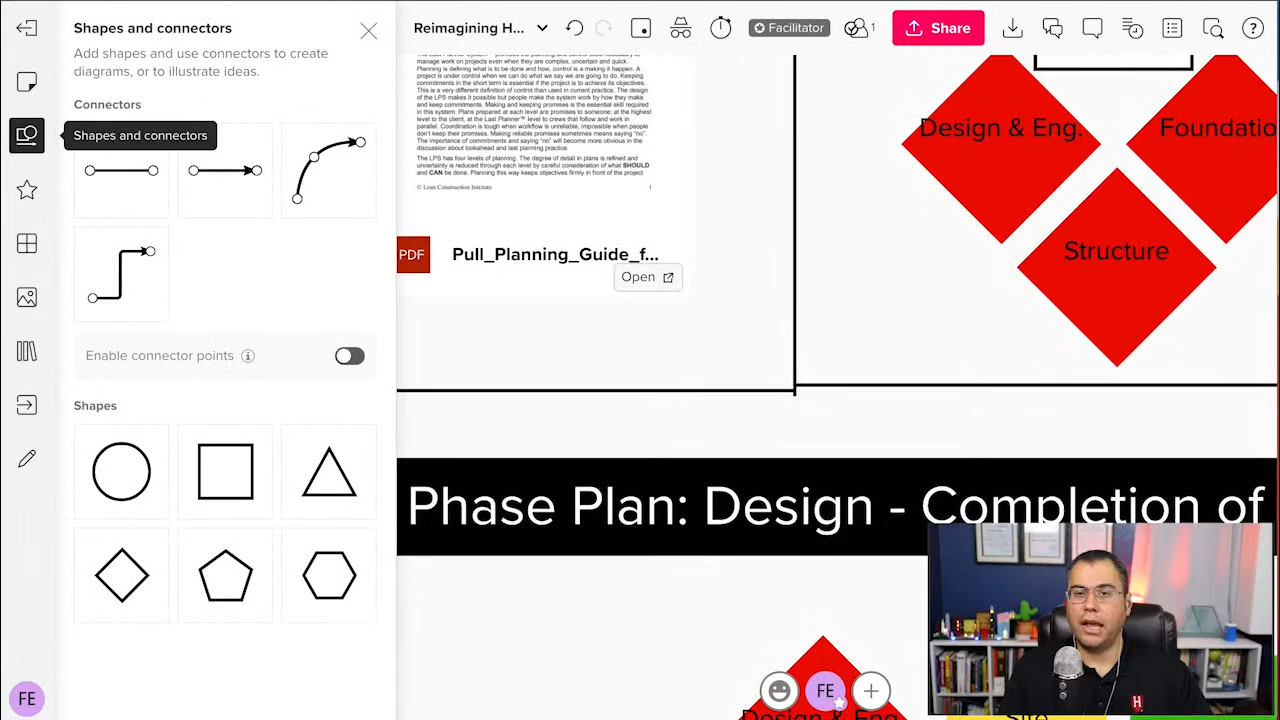 Shapes and connectors
Add shapes and use connectors to create
diagrams, or to illustrate ideas.
Connectors
Shapes and connectors
Enable connector points
Shapes
FE
Reimagining H...
Facilitator
1
Share
manage work on projects even when they are complex, uncertain and quick.
Planning is defining what is to be done and how, control is a making it happen. A
project is under control when we can do what we say we are going to do. Keeping
commitments in the short term is essential if the project is to achieve its objectives.
This is a very different definition of control than used in current practice. The design
of the LPS makes it possible but people make the system work by how they make
and keep commitments. Making and keeping promises is the essential skill required
in this system. Plans prepared at each level are promises to someone; at the highest
level to the client, at the Last Planner™ level to crews that follow and work in
parallel. Coordination is tough when workflow is unreliable, impossible when people
don't keep their promises. Making reliable promises sometimes means saying "no".
The importance of commitments and saying "no" will become more obvious in the
discussion about lookahead and last planning practice.
The LPS has four levels of planning. The degree of detail in plans is refined and
uncertainty is reduced through each level by careful consideration of what SHOULD
and CAN be done. Planning this way keeps objectives firmly in front of the project
© Lean Construction Institute 1
PDF
Pull_Planning_Guide_f...
Open
Design & Eng.
Foundatio
Structure
Phase Plan: Design - Completion of
Design & Eng
Site
FE
H